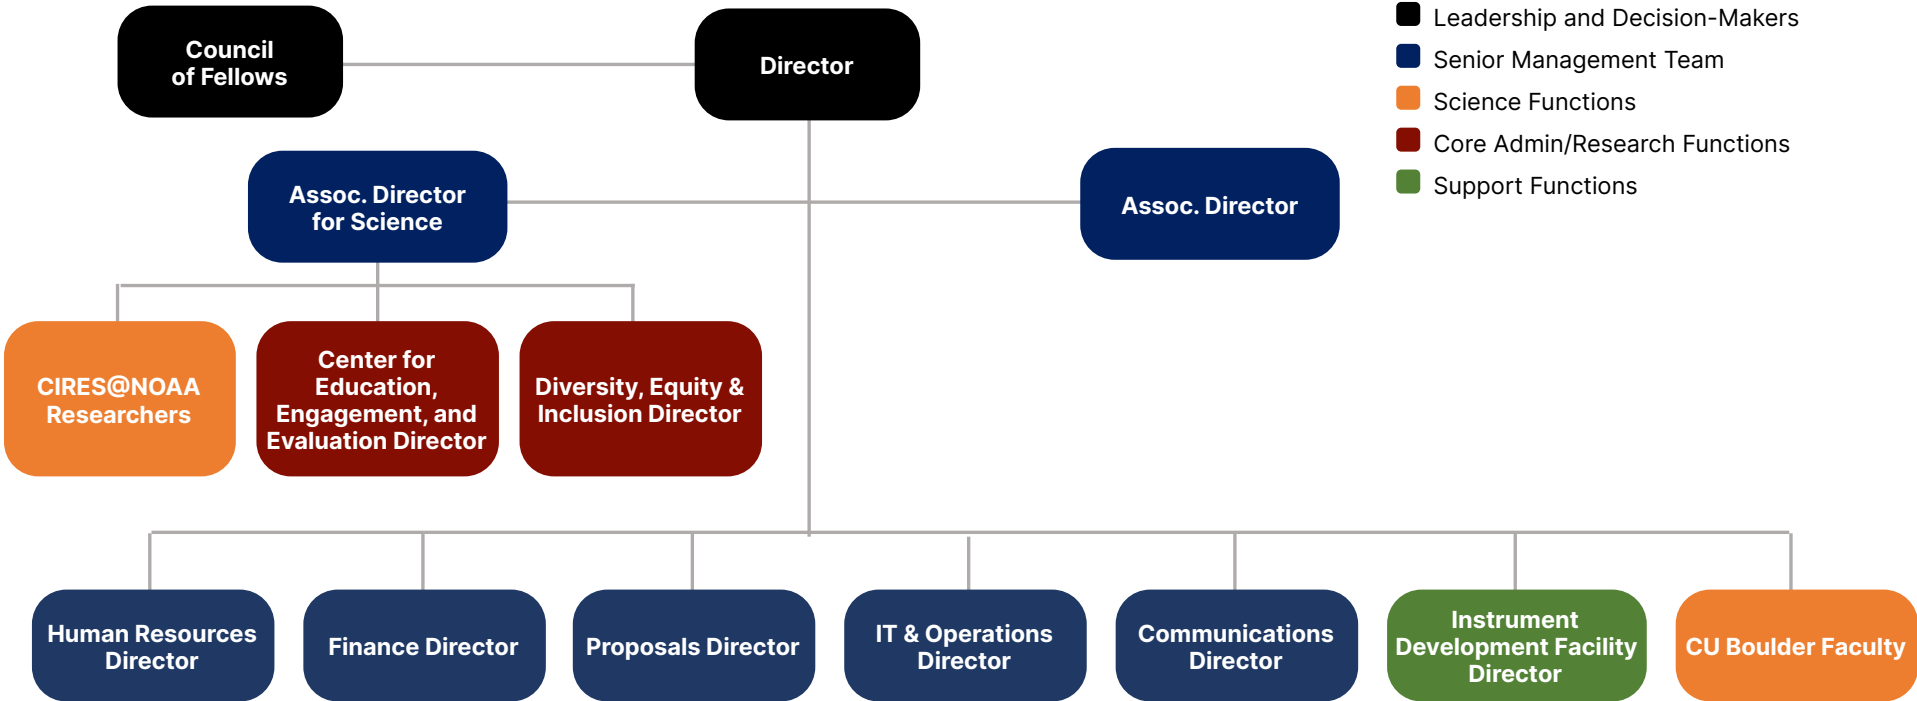 Council
of Fellows
Director
Leadership and Decision-Makers
Senior Management Team
Science Functions
Core Admin/Research Functions
Support Functions
Assoc. Director
for Science
Assoc. Director
CIRES@NOAA
Researchers
Center for
Education,
Engagement, and
Evaluation Director
Diversity, Equity &
Inclusion Director
Human Resources
Director
Finance Director
Proposals Director
IT & Operations
Director
Communications
Director
Instrument
Development Facility
Director
CU Boulder Faculty